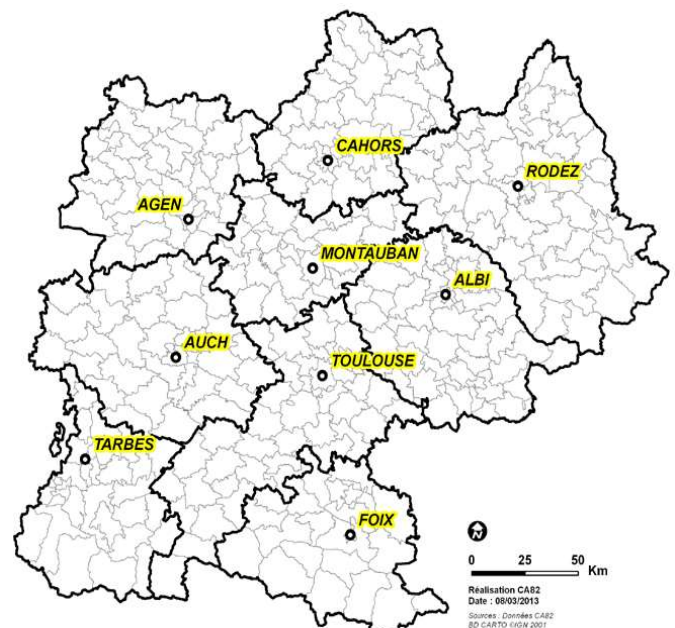 CAHORS
RODEZ
AGEN
MONTAUBAN
ALBI
AUCH
TOULOUSE
TARBES
FOIX
N
0 25 50
Km
Réalisation CA82
Date : 08/03/2013
Sources : Données CA82
BD CARTO ©IGN 2001